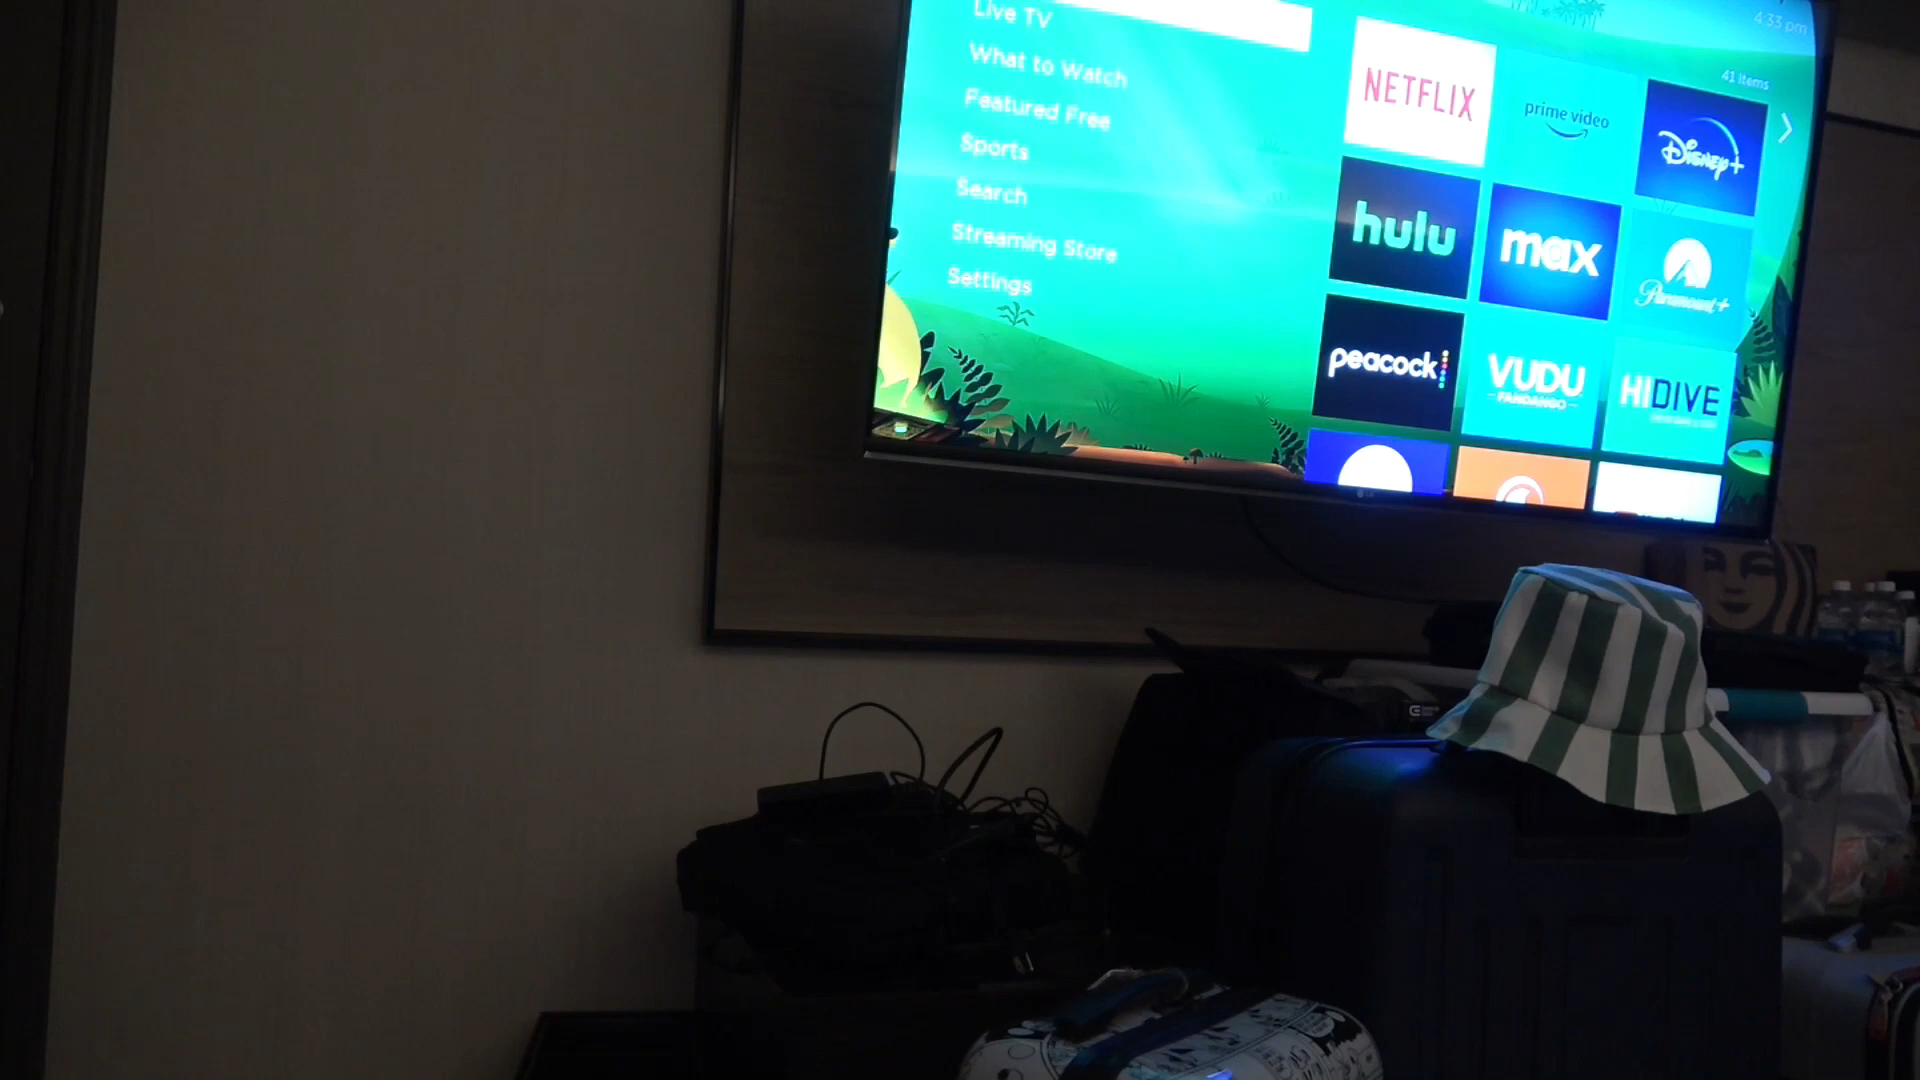 Live TV
What to Watch
Featured Free
Sports
Search
Streaming Store
Settings
4:33 pm
41 items
NETFLIX
prime video
Disney+
hulu
max
Paramount+
peacock
VUDU
FANDANGO
HIDIVE
LG